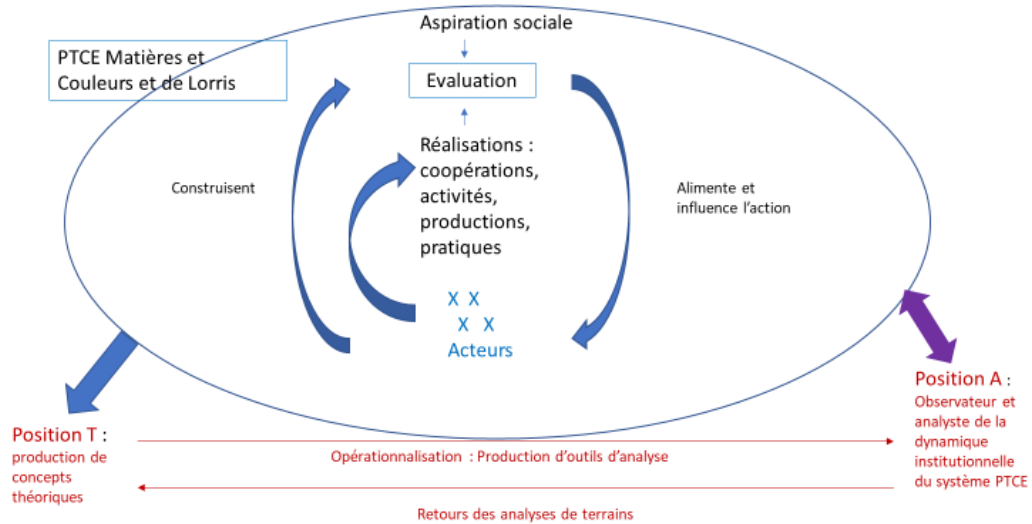 Aspiration sociale
PTCE Matières et
Couleurs et de Lorris
Evaluation
Réalisations :
coopérations,
activités,
productions,
pratiques
Construisent
Alimente et
influence l'action
X X
X X
Acteurs
Position T :
production de
concepts
théoriques
Opérationnalisation : Production d'outils d'analyse
Retours des analyses de terrains
Position A :
Observateur et
analyste de la
dynamique
institutionnelle
du système PTCE